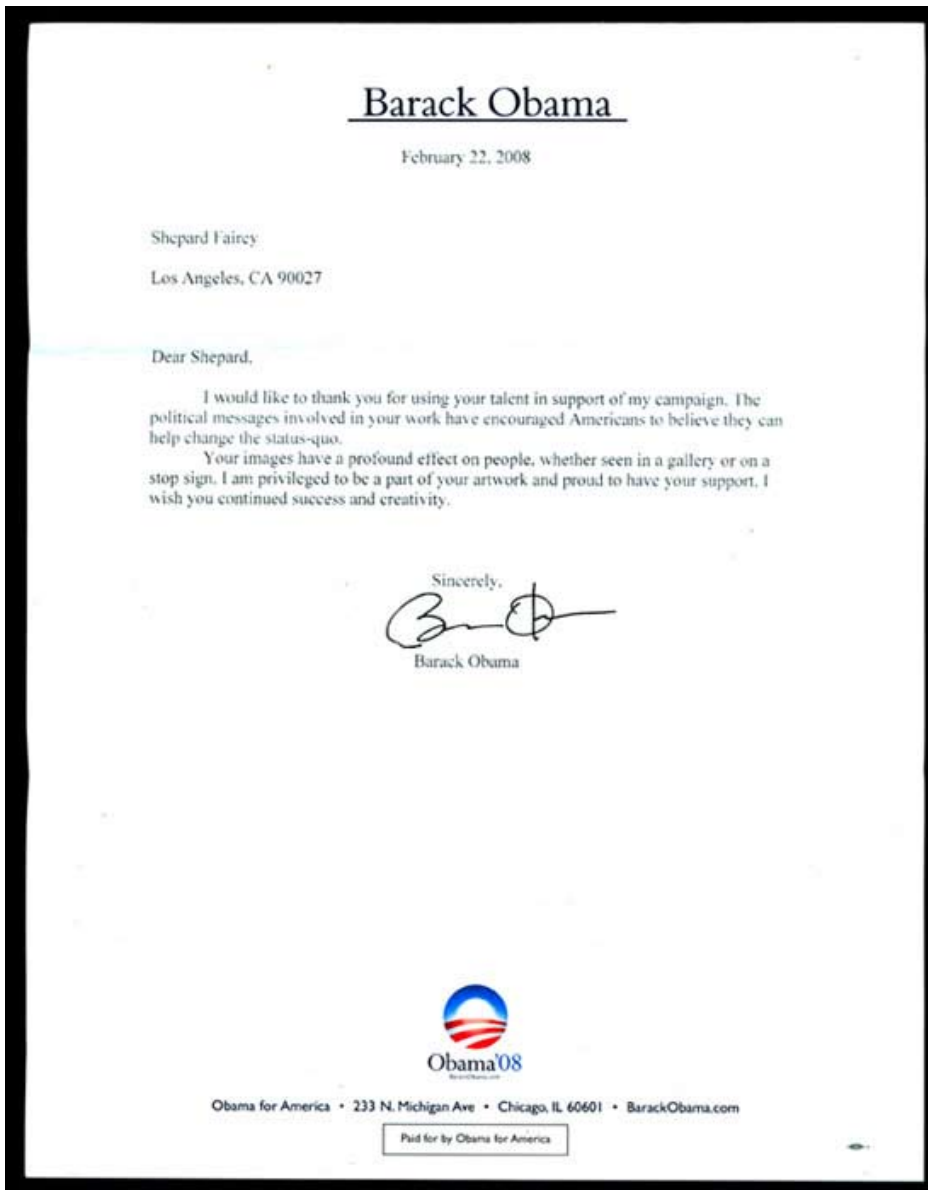 Barack Obama
February 22, 2008
Shepard Fairey
Los Angeles, CA 90027
Dear Shepard,
I would like to thank you for using your talent in support of my campaign. The
political messages involved in your work have encouraged Americans to believe they can
help change the status-quo.
Your images have a profound effect on people, whether seen in a gallery or on a
stop sign. I am privileged to be a part of your artwork and proud to have your support. I
wish you continued success and creativity.
Sincerely,
Barack Obama
Obama'08
BarackObama.com
Obama for America • 233 N. Michigan Ave • Chicago, IL 60601 • BarackObama.com
Paid for by Obama for America